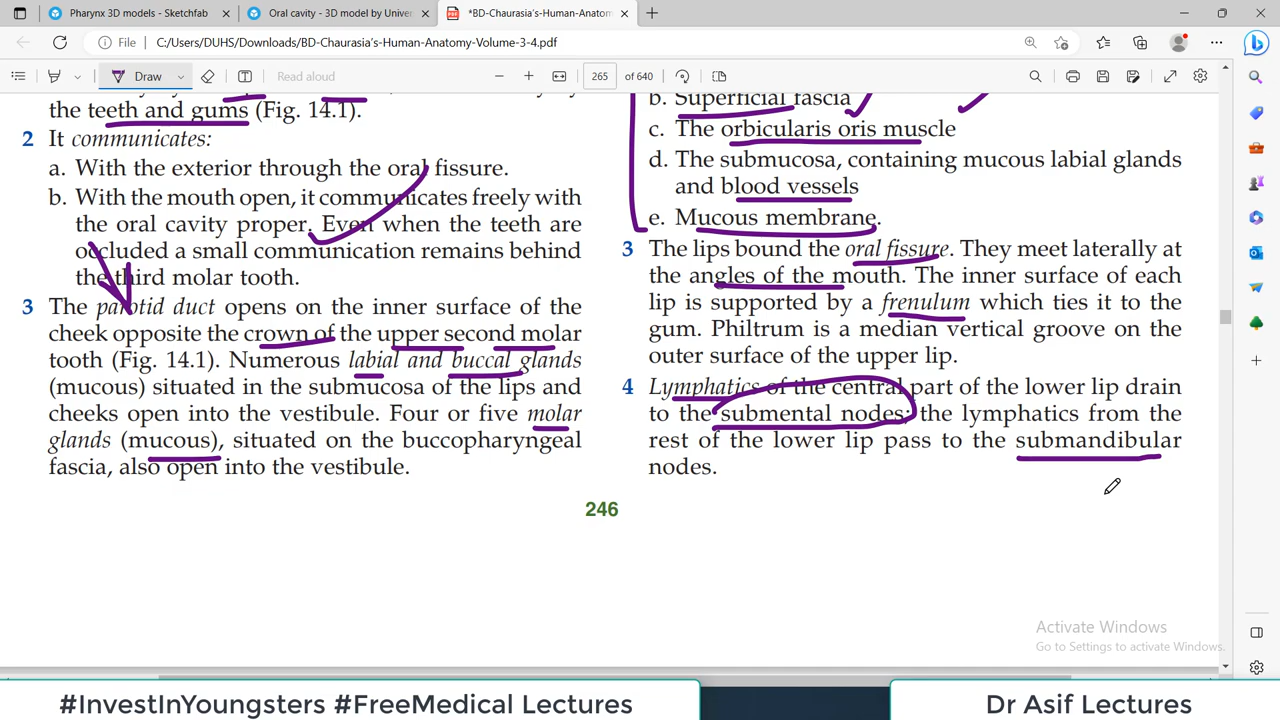 Pharynx 3D models - Sketchfab
Oral cavity - 3D model by Univer
*BD-Chaurasia's-Human-Anatomy
File
C:/Users/DUHS/Downloads/BD-Chaurasia's-Human-Anatomy-Volume-3-4.pdf
Draw
Read aloud
265
of 640
the teeth and gums (Fig. 14.1).
2 It communicates:
a. With the exterior through the oral fissure.
b. With the mouth open, it communicates freely with
the oral cavity proper. Even when the teeth are
occluded a small communication remains behind
the third molar tooth.
3 The parotid duct opens on the inner surface of the
cheek opposite the crown of the upper second molar
tooth (Fig. 14.1). Numerous labial and buccal glands
(mucous) situated in the submucosa of the lips and
cheeks open into the vestibule. Four or five molar
glands (mucous), situated on the buccopharyngeal
fascia, also open into the vestibule.
b. Superficial fascia
c. The orbicularis oris muscle
d. The submucosa, containing mucous labial glands
and blood vessels
e. Mucous membrane.
3 The lips bound the oral fissure. They meet laterally at
the angles of the mouth. The inner surface of each
lip is supported by a frenulum which ties it to the
gum. Philtrum is a median vertical groove on the
outer surface of the upper lip.
4 Lymphatics of the central part of the lower lip drain
to the submental nodes; the lymphatics from the
rest of the lower lip pass to the submandibular
nodes.
246
Activate Windows
Go to Settings to activate Windows.
#InvestInYoungsters #FreeMedical Lectures
Dr Asif Lectures